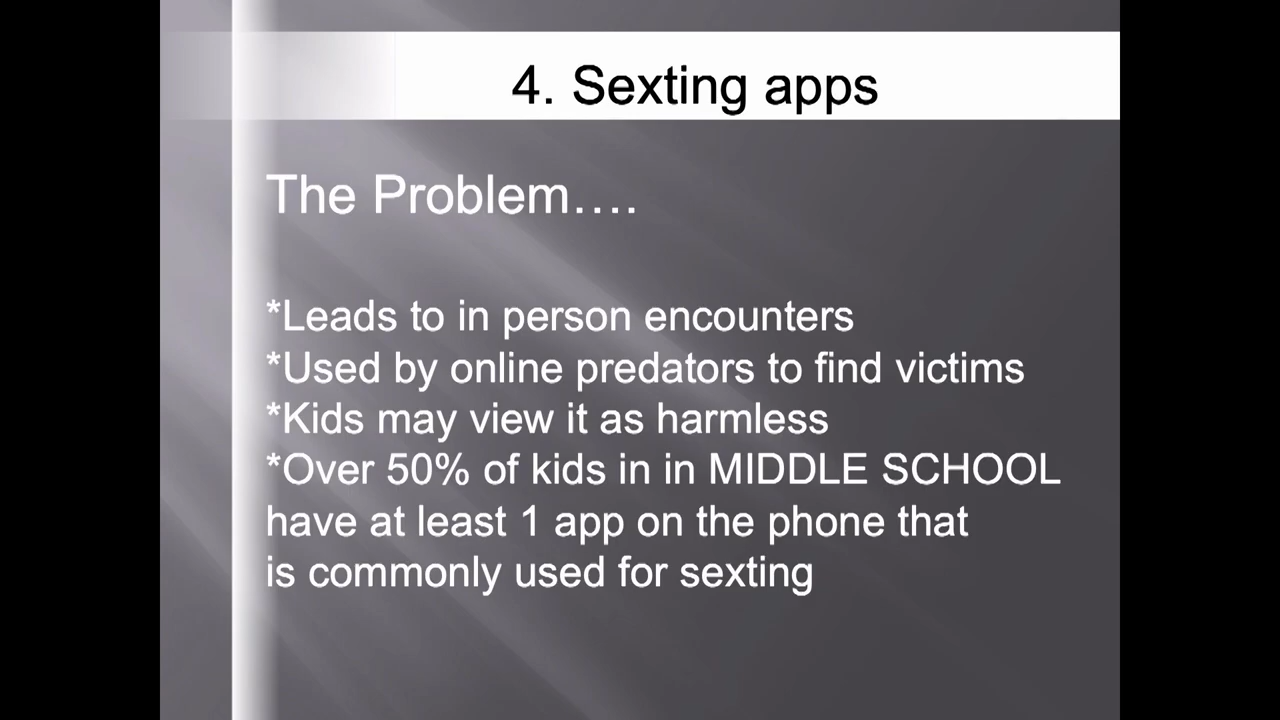 4. Sexting apps
The Problem….
*Leads to in person encounters
*Used by online predators to find victims
*Kids may view it as harmless
*Over 50% of kids in in MIDDLE SCHOOL
have at least 1 app on the phone that
is commonly used for sexting